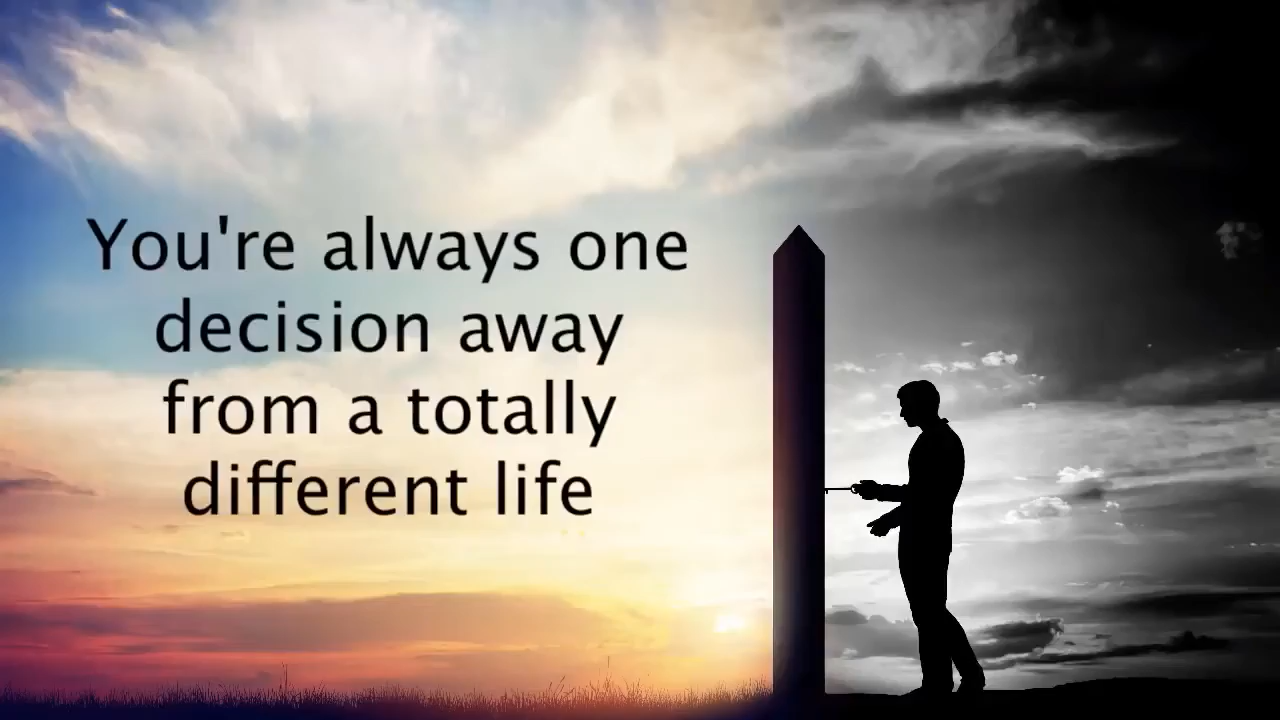 You're always one
decision away
from a totally
different life